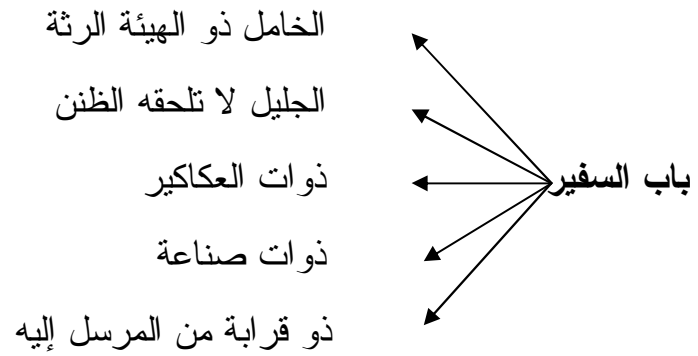 الخامل ذو الهيئة الرثة
الجليل لا تلحقه الظنن
باب السفير
ذوات العكاكير
ذوات صناعة
ذو قرابة من المرسل إليه